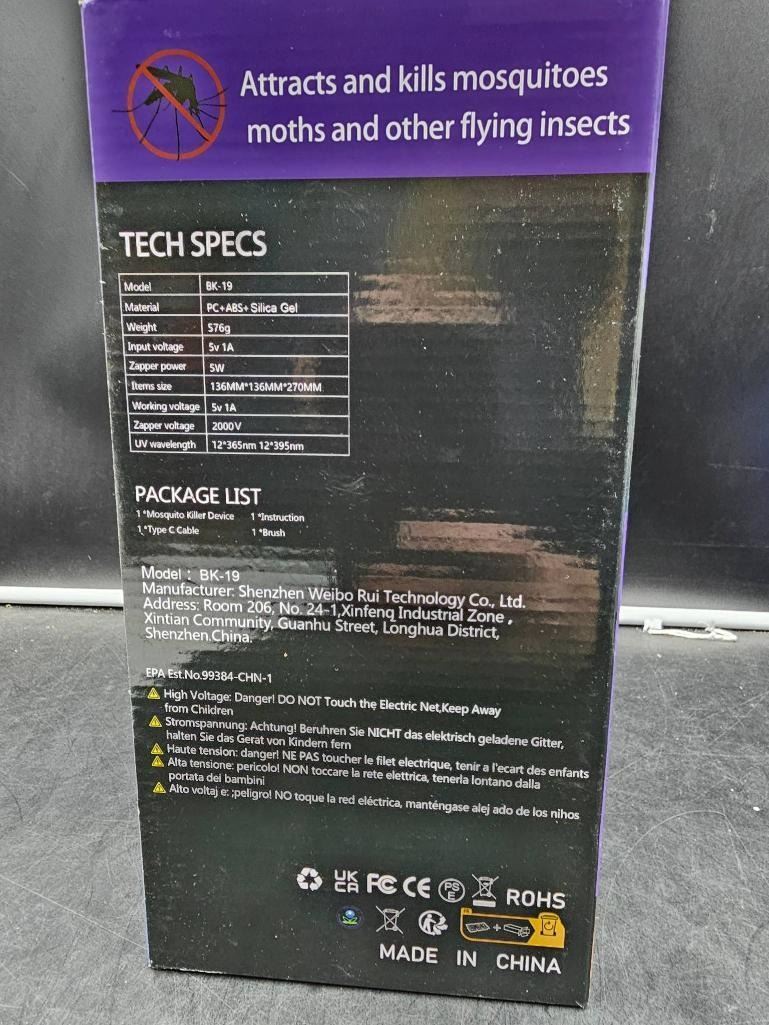 Attracts and kills mosquitoes
moths and other flying insects
TECH SPECS
Model BK-19
Material PC+ABS+ Silica Gel
Weight 576g
Input voltage 5v 1A
Zapper power 5W
Items size 136MM*136MM*270MM
Working voltage 5v 1A
Zapper voltage 2000V
UV wavelength 12*365nm 12*395nm
PACKAGE LIST
1 *Mosquito Killer Device 1 *Instruction
1 *Type C Cable 1 *Brush
Model : BK-19
Manufacturer: Shenzhen Weibo Rui Technology Co., Ltd.
Address: Room 206, No. 24-1,Xinfenq Industrial Zone ,
Xintian Community, Guanhu Street, Longhua District,
Shenzhen,China.
EPA Est.No.99384-CHN-1
High Voltage: Danger! DO NOT Touch the Electric Net,Keep Away
from Children
Stromspannung: Achtung! Beruhren Sie NICHT das elektrisch geladene Gitter,
halten Sie das Gerat von Kindern fern
Haute tension: danger! NE PAS toucher le filet electrique, tenir a l'ecart des enfants
Alta tensione: pericolo! NON toccare la rete elettrica, tenerla lontano dalla
portata dei bambini
Alto voltaj e: ;peligro! NO toque la red eléctrica, manténgase alej ado de los nihos
UK CA FC CE PS E ROHS
FR
MADE IN CHINA